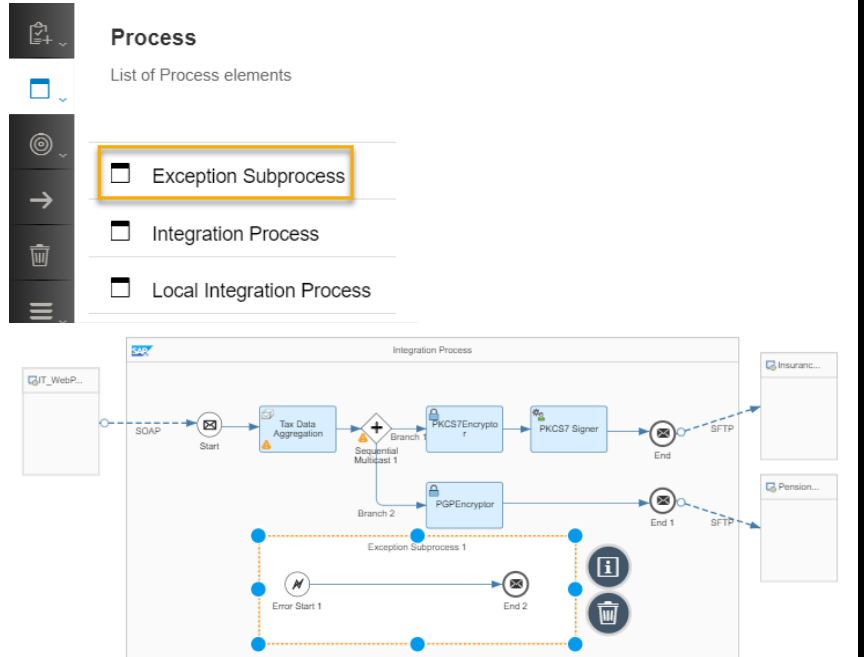 Process
List of Process elements
Exception Subprocess
Integration Process
Local Integration Process
SAP
Integration Process
IT_WebP...
SOAP
Start
Tax Data
Aggregation
Sequential
Multicast 1
Branch 1
PKCS7Encrypto
r
PKCS7 Signer
End
SFTP
Insuranc...
Branch 2
PGPEncryptor
End 1
SFTP
Pension...
Exception Subprocess 1
Error Start 1
End 2